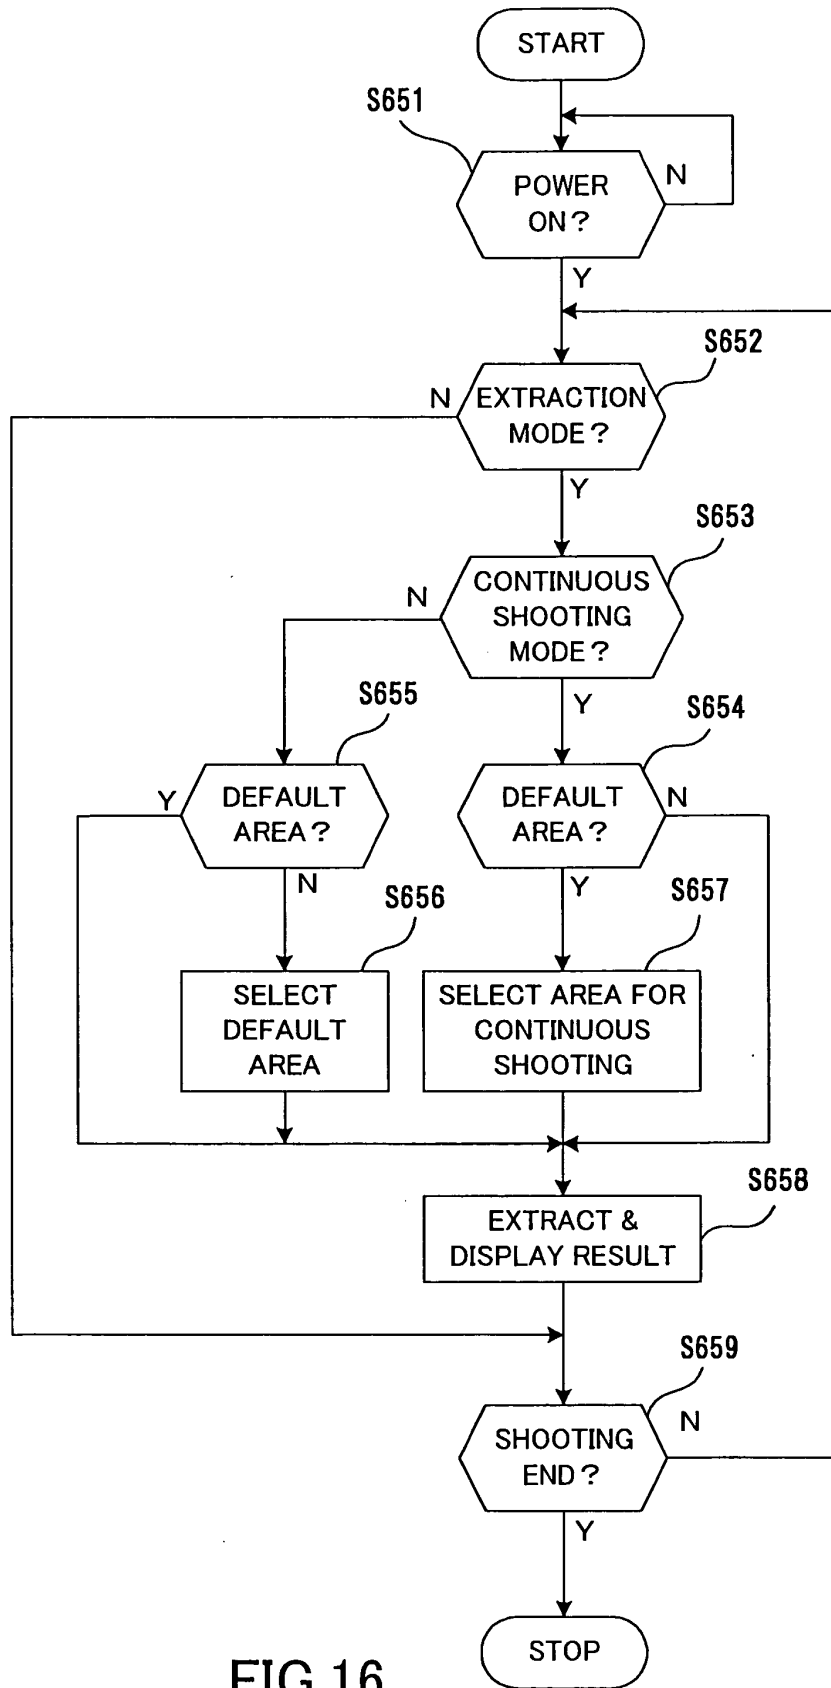 START
S651
POWER
ON?
N
Y
S652
N
EXTRACTION
MODE?
Y
S653
N
CONTINUOUS
SHOOTING
MODE?
Y
S655
S654
Y
DEFAULT
AREA?
N
DEFAULT
AREA?
N
Y
S656
S657
SELECT
DEFAULT
AREA
SELECT AREA FOR
CONTINUOUS
SHOOTING
S658
EXTRACT &
DISPLAY RESULT
S659
SHOOTING
END?
N
Y
STOP
FIG.16